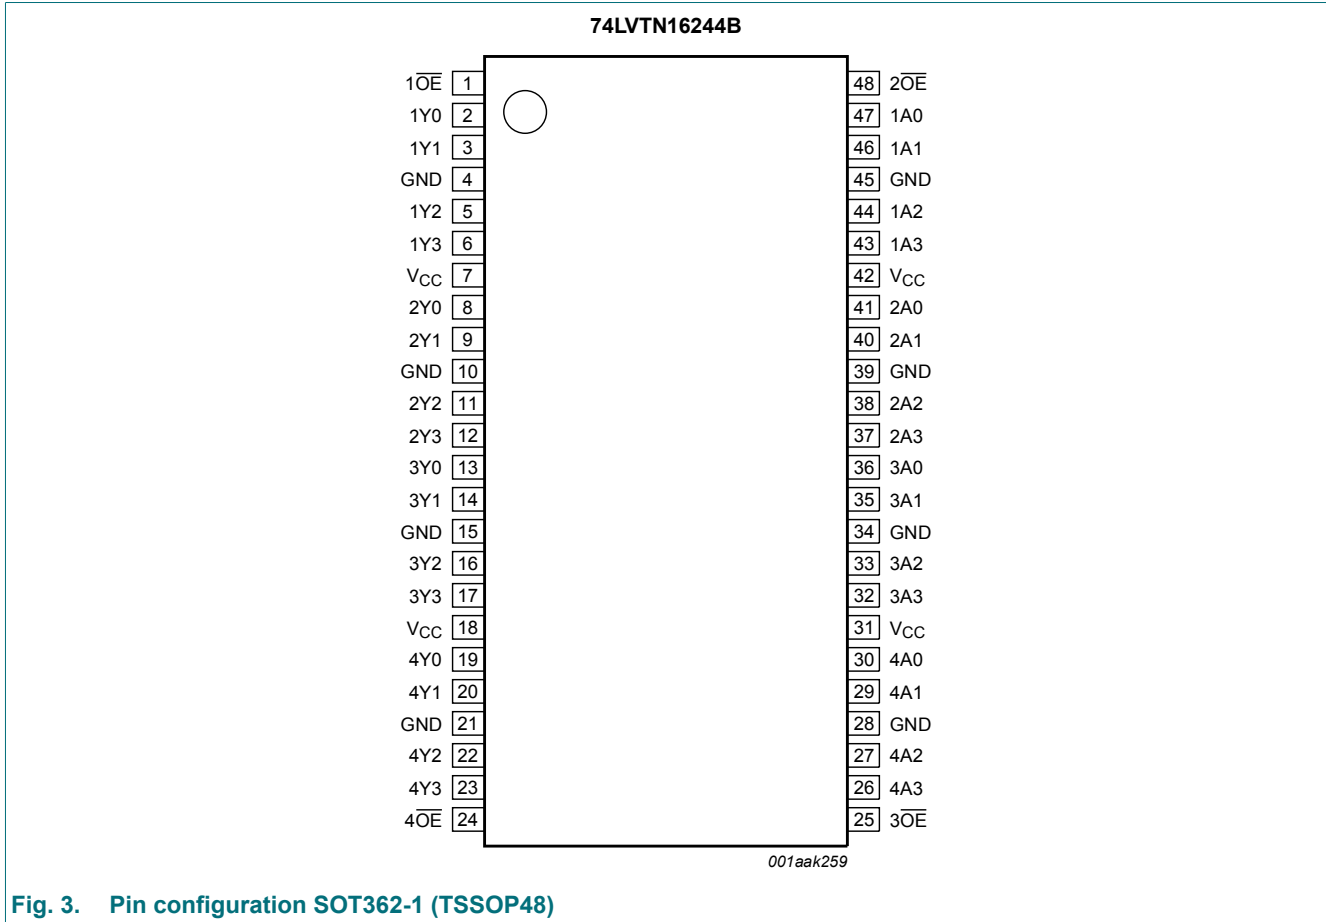 74LVTN16244B
1O̅E̅ 1 48 2O̅E̅
1Y0 2 47 1A0
1Y1 3 46 1A1
GND 4 45 GND
1Y2 5 44 1A2
1Y3 6 43 1A3
VCC 7 42 VCC
2Y0 8 41 2A0
2Y1 9 40 2A1
GND 10 39 GND
2Y2 11 38 2A2
2Y3 12 37 2A3
3Y0 13 36 3A0
3Y1 14 35 3A1
GND 15 34 GND
3Y2 16 33 3A2
3Y3 17 32 3A3
VCC 18 31 VCC
4Y0 19 30 4A0
4Y1 20 29 4A1
GND 21 28 GND
4Y2 22 27 4A2
4Y3 23 26 4A3
4O̅E̅ 24 25 3O̅E̅
001aak259
Fig. 3. Pin configuration SOT362-1 (TSSOP48)